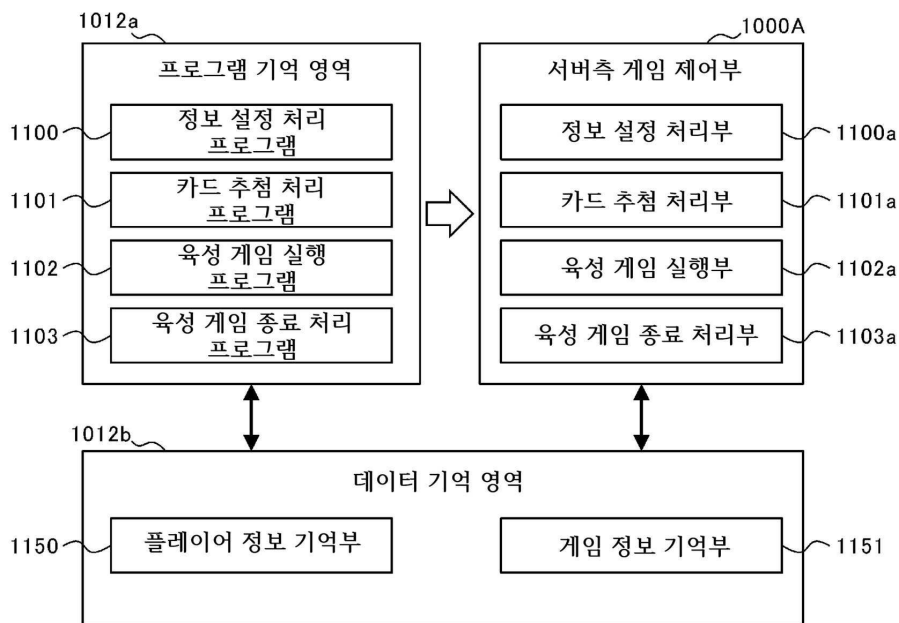 1012a
1000A
프로그램 기억 영역
서버측 게임 제어부
1100
정보 설정 처리
프로그램
정보 설정 처리부
1100a
1101
카드 추첨 처리
프로그램
카드 추첨 처리부
1101a
1102
육성 게임 실행
프로그램
육성 게임 실행부
1102a
1103
육성 게임 종료 처리
프로그램
육성 게임 종료 처리부
1103a
1012b
데이터 기억 영역
1150
플레이어 정보 기억부
게임 정보 기억부
1151